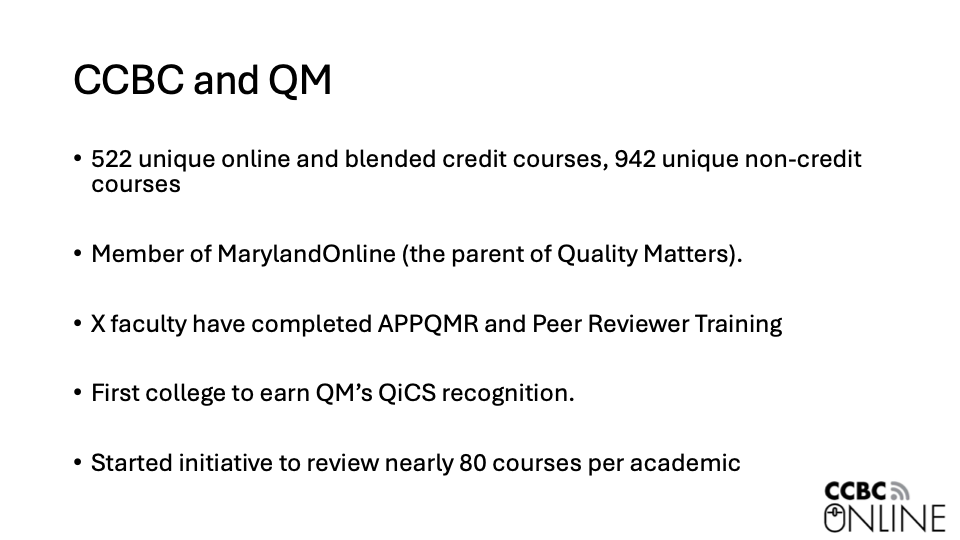 CCBC and QM
• 522 unique online and blended credit courses, 942 unique non-credit
courses
• Member of MarylandOnline (the parent of Quality Matters).
• X faculty have completed APPQMR and Peer Reviewer Training
• First college to earn QM’s QiCS recognition.
• Started initiative to review nearly 80 courses per academic
CCBC
ONLINE